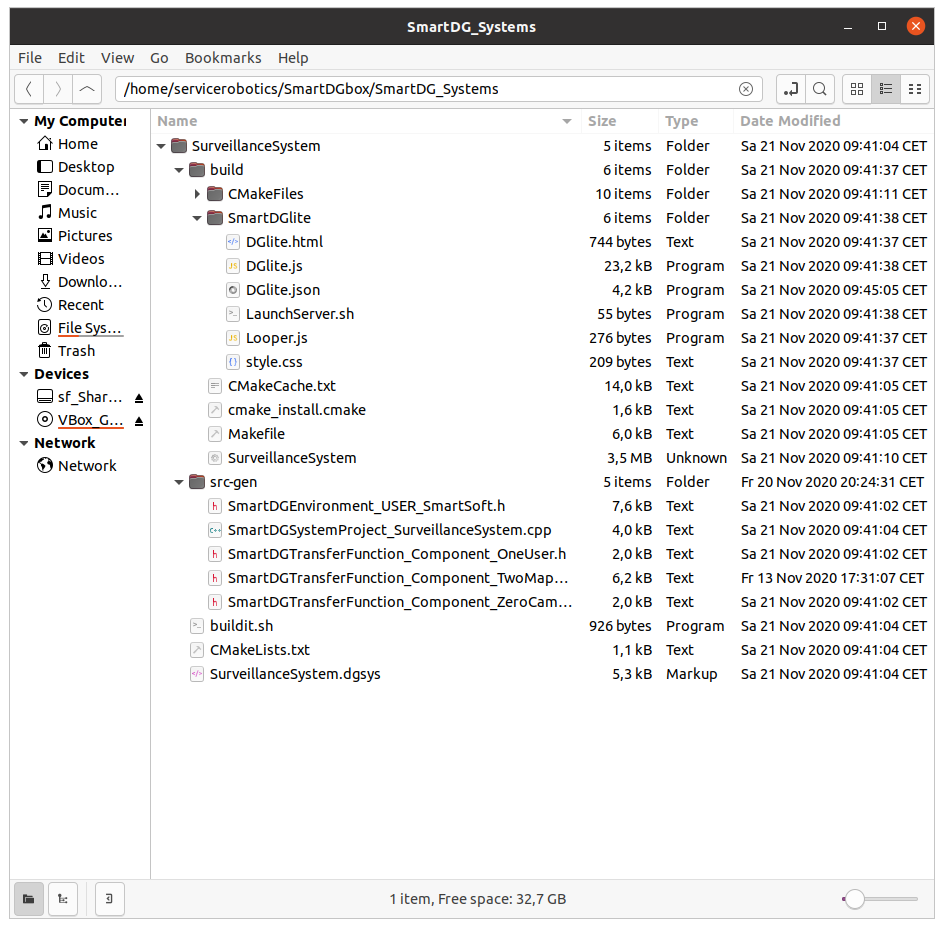 SmartDG_Systems
File Edit View Go Bookmarks Help
/home/servicerobotics/SmartDGbox/SmartDG_Systems
My Computer
Home
Desktop
Docum...
Music
Pictures
Videos
Downlo...
Recent
File Sys...
Trash
Devices
sf_Shar...
VBox_G...
Network
Network
Name Size Type Date Modified
SurveillanceSystem 5 items Folder Sa 21 Nov 2020 09:41:04 CET
build 6 items Folder Sa 21 Nov 2020 09:41:37 CET
CMakeFiles 10 items Folder Sa 21 Nov 2020 09:41:11 CET
SmartDGlite 6 items Folder Sa 21 Nov 2020 09:41:38 CET
DGlite.html 744 bytes Text Sa 21 Nov 2020 09:41:37 CET
DGlite.js 23,2 kB Program Sa 21 Nov 2020 09:41:38 CET
DGlite.json 4,2 kB Program Sa 21 Nov 2020 09:45:05 CET
LaunchServer.sh 55 bytes Program Sa 21 Nov 2020 09:41:38 CET
Looper.js 276 bytes Program Sa 21 Nov 2020 09:41:37 CET
style.css 209 bytes Text Sa 21 Nov 2020 09:41:37 CET
CMakeCache.txt 14,0 kB Text Sa 21 Nov 2020 09:41:05 CET
cmake_install.cmake 1,6 kB Text Sa 21 Nov 2020 09:41:05 CET
Makefile 6,0 kB Text Sa 21 Nov 2020 09:41:05 CET
SurveillanceSystem 3,5 MB Unknown Sa 21 Nov 2020 09:41:10 CET
src-gen 5 items Folder Fr 20 Nov 2020 20:24:31 CET
SmartDGEnvironment_USER_SmartSoft.h 7,6 kB Text Sa 21 Nov 2020 09:41:02 CET
SmartDGSystemProject_SurveillanceSystem.cpp 4,0 kB Text Sa 21 Nov 2020 09:41:04 CET
SmartDGTransferFunction_Component_OneUser.h 2,0 kB Text Sa 21 Nov 2020 09:41:02 CET
SmartDGTransferFunction_Component_TwoMap... 6,2 kB Text Fr 13 Nov 2020 17:31:07 CET
SmartDGTransferFunction_Component_ZeroCam... 2,0 kB Text Sa 21 Nov 2020 09:41:02 CET
buildit.sh 926 bytes Program Sa 21 Nov 2020 09:41:04 CET
CMakeLists.txt 1,1 kB Text Sa 21 Nov 2020 09:41:04 CET
SurveillanceSystem.dgsys 5,3 kB Markup Sa 21 Nov 2020 09:41:04 CET
1 item, Free space: 32,7 GB